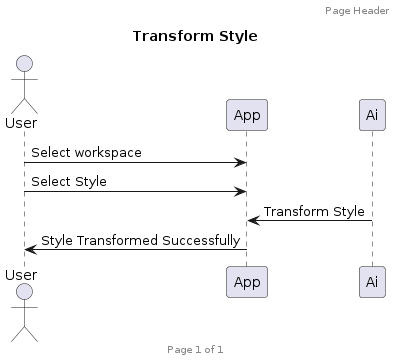 Page Header
Transform Style
User
App
Ai
Select workspace
Select Style
Transform Style
Style Transformed Successfully
User
App
Ai
Page 1 of 1